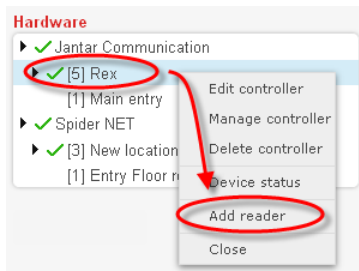 Hardware
Jantar Communication
[5] Rex
[1] Main entry
Spider NET
[3] New location
[1] Entry Floor r
Edit controller
Manage controller
Delete controller
Device status
Add reader
Close